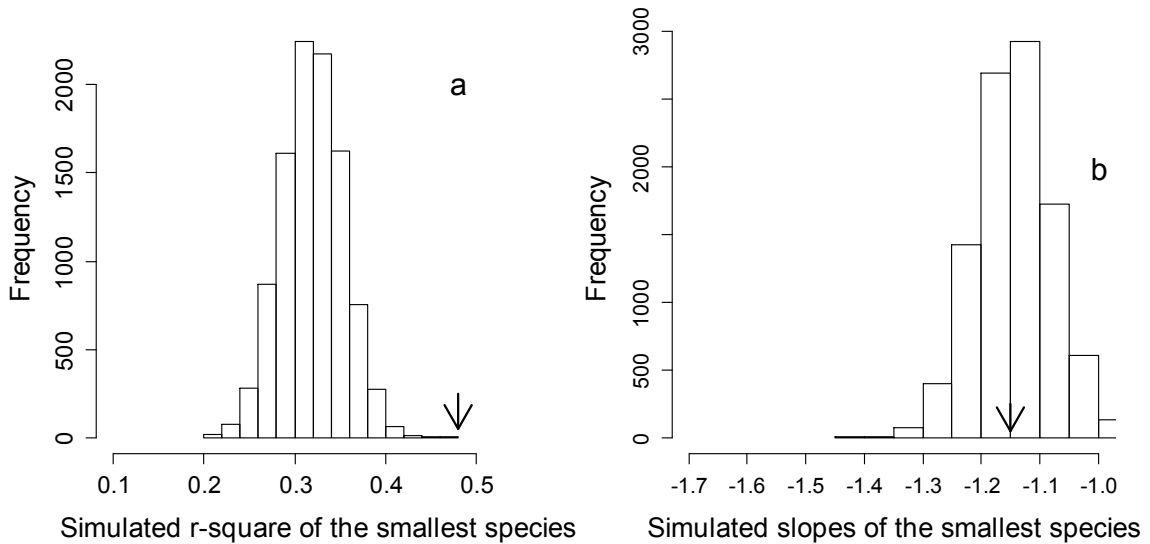 a
Frequency
0
500
1000
1500
2000
0.1 0.2 0.3 0.4 0.5
Simulated r-square of the smallest species
b
Frequency
0
500
1000
2000
3000
-1.7 -1.6 -1.5 -1.4 -1.3 -1.2 -1.1 -1.0
Simulated slopes of the smallest species